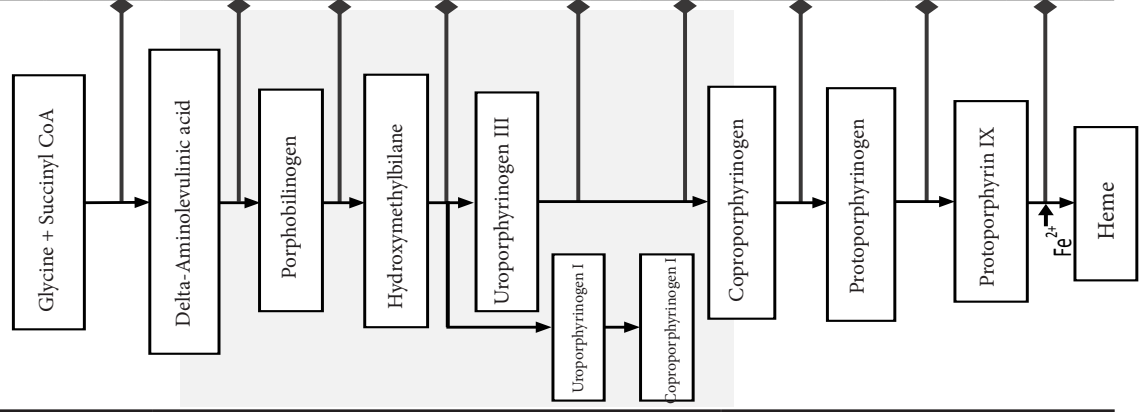 Glycine + Succinyl CoA
Delta-Aminolevulinic acid
Porphobilinogen
Hydroxymethylbilane
Uroporphyrinogen III
Uroporphyrinogen I
Coproporphyrinogen I
Coproporphyrinogen
Protoporphyrinogen
Protoporphyrin IX
Fe²⁺
Heme